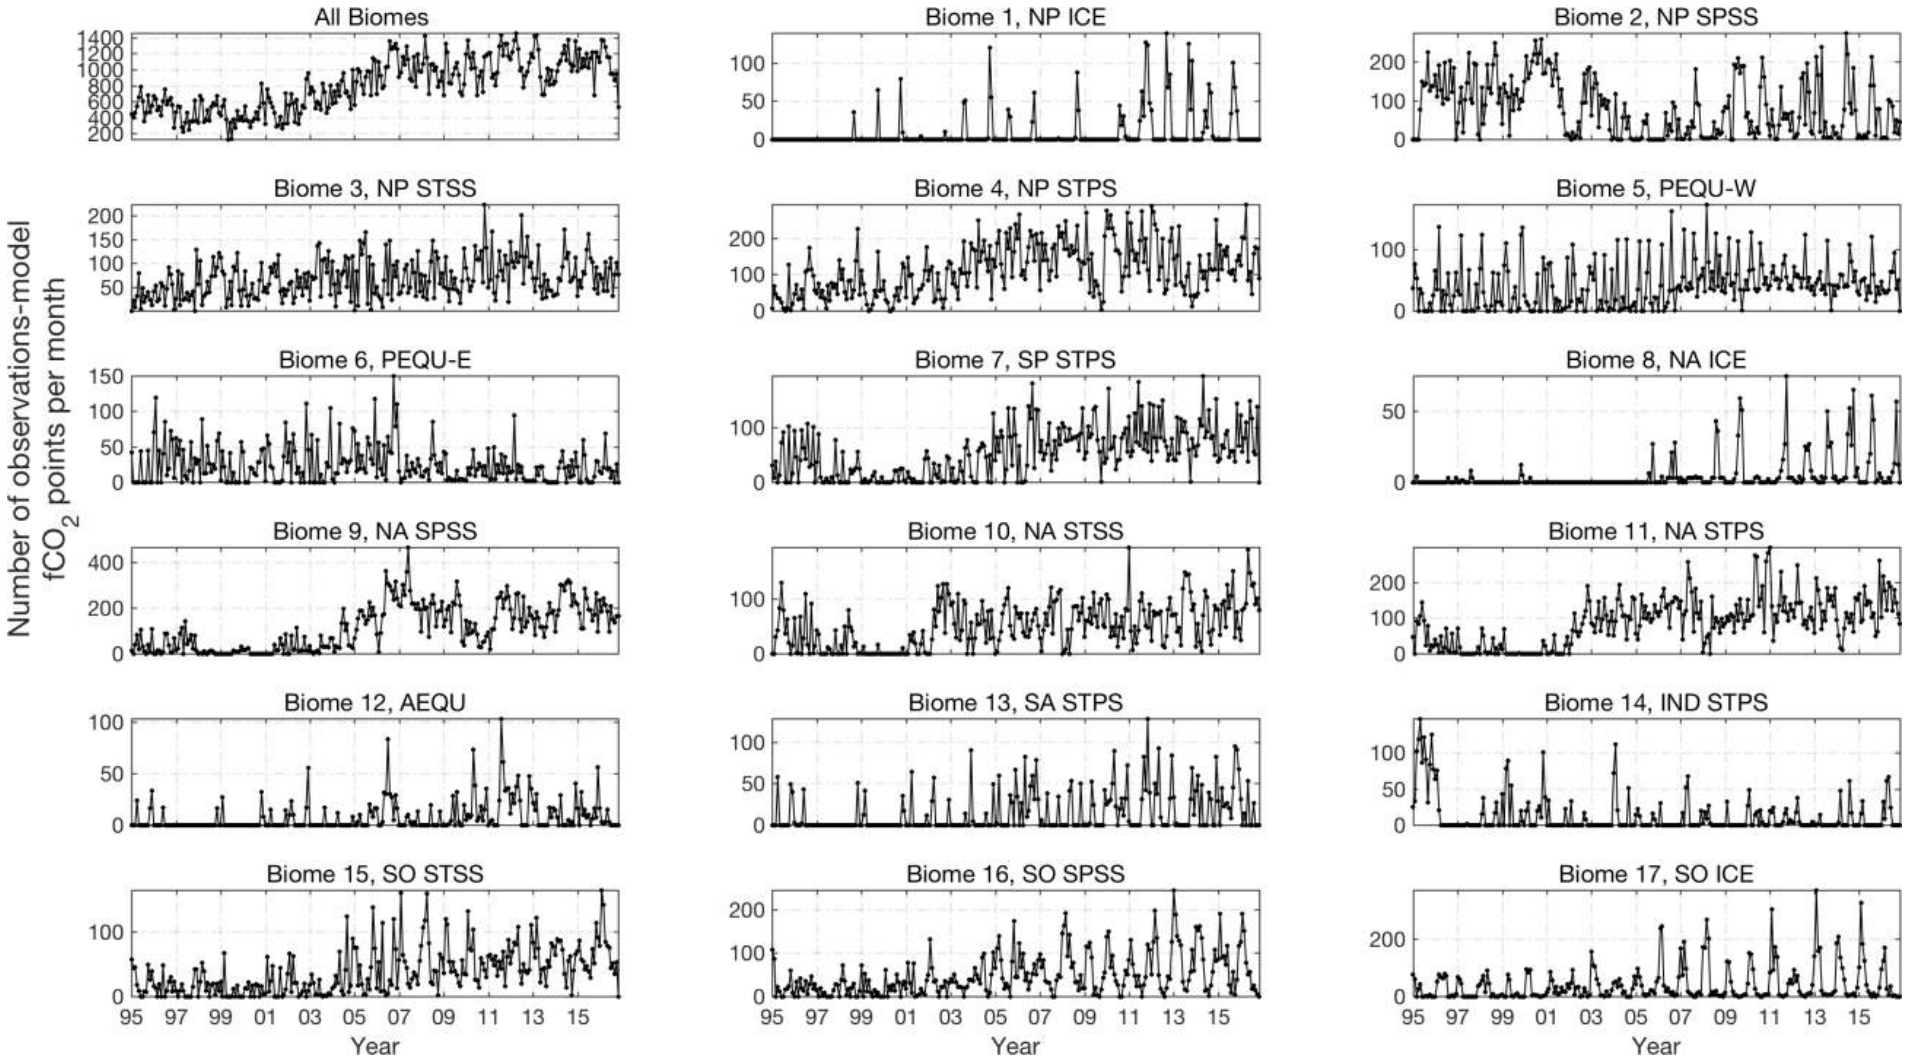 Number of observations-model
fCO2 points per month
All Biomes
1400
1200
1000
800
600
400
200
Biome 1, NP ICE
100
50
0
Biome 2, NP SPSS
200
100
0
Biome 3, NP STSS
200
150
100
50
Biome 4, NP STPS
200
100
0
Biome 5, PEQU-W
100
0
Biome 6, PEQU-E
150
100
50
0
Biome 7, SP STPS
100
0
Biome 8, NA ICE
50
0
Biome 9, NA SPSS
400
200
0
Biome 10, NA STSS
100
0
Biome 11, NA STPS
200
100
0
Biome 12, AEQU
100
50
0
Biome 13, SA STPS
100
50
0
Biome 14, IND STPS
100
50
0
Biome 15, SO STSS
100
0
95 97 99 01 03 05 07 09 11 13 15
Year
Biome 16, SO SPSS
200
100
0
95 97 99 01 03 05 07 09 11 13 15
Year
Biome 17, SO ICE
200
0
95 97 99 01 03 05 07 09 11 13 15
Year